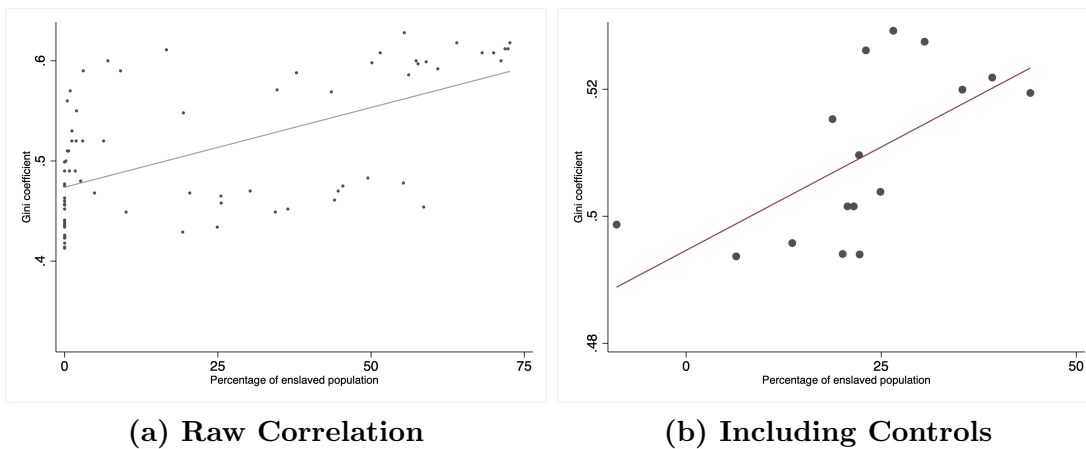 .6
.5
.4
Gini coefficient
0 25 50 75
Percentage of enslaved population
(a) Raw Correlation
.52
.5
.48
Gini coefficient
0 25 50
Percentage of enslaved population
(b) Including Controls